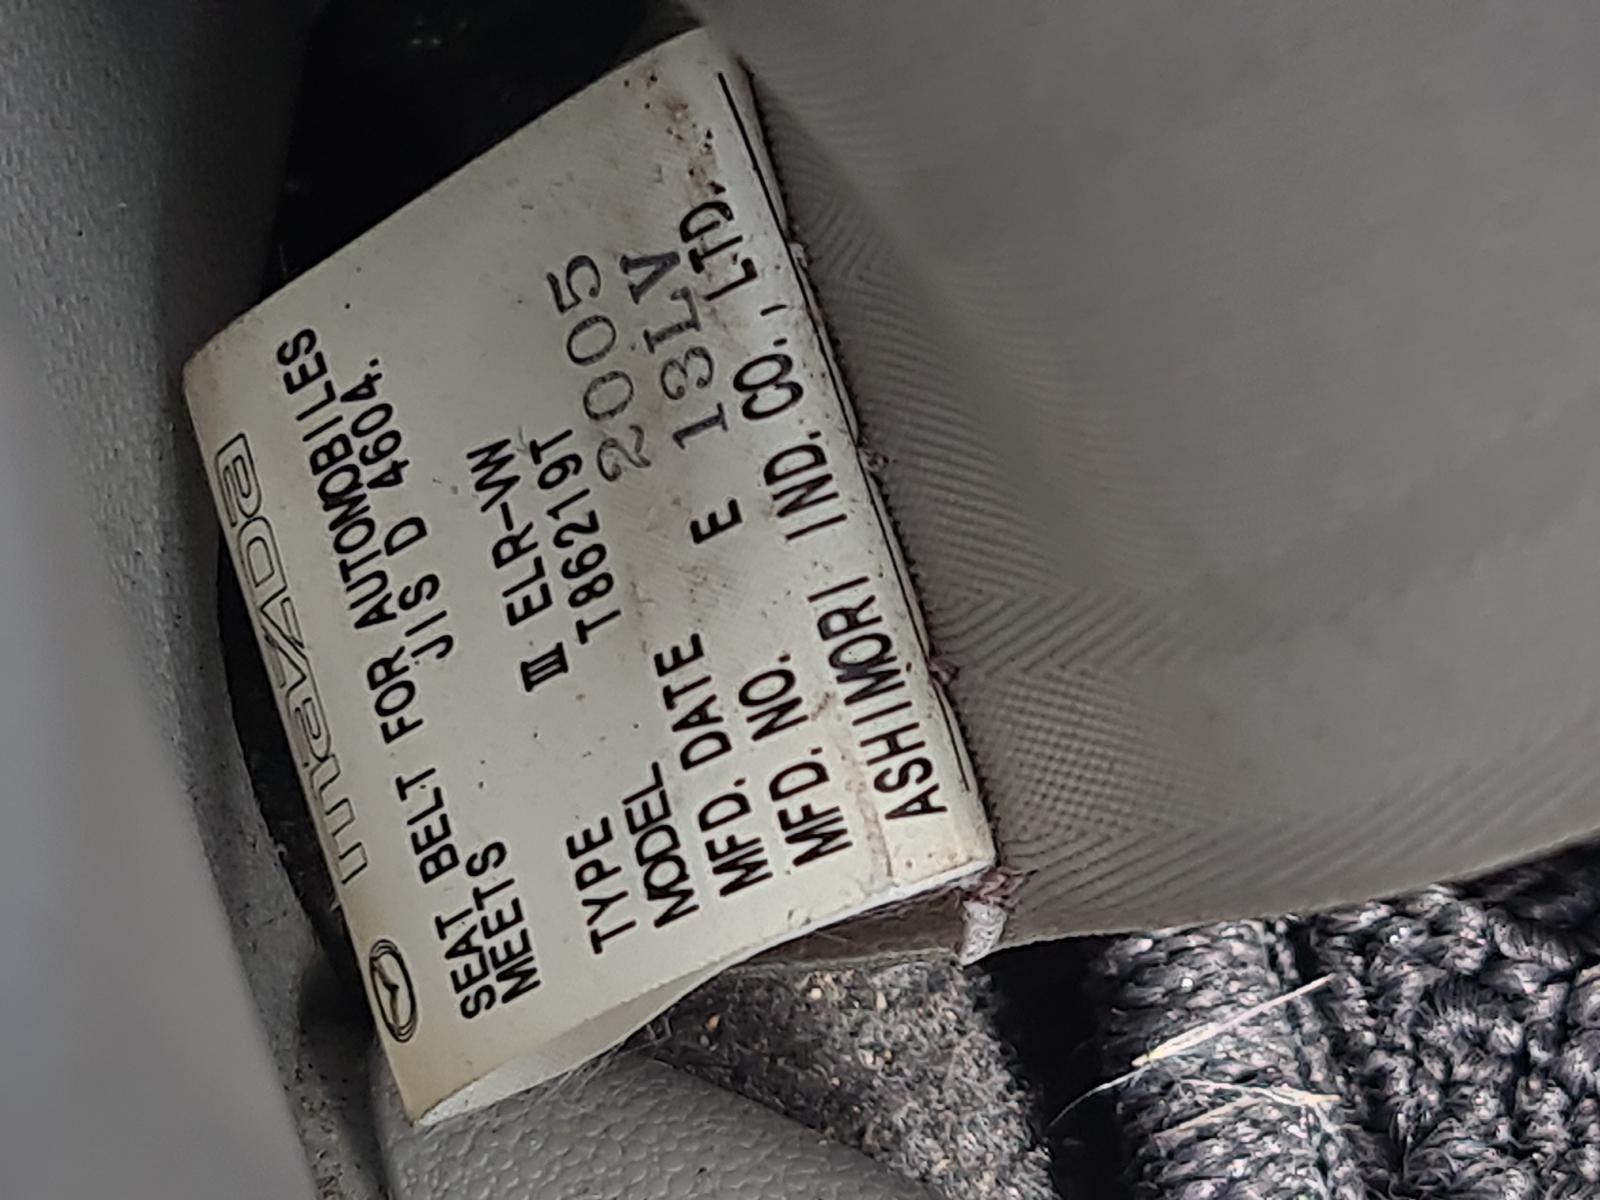 mazda
SEAT BELT FOR AUTOMOBILES
MEETS JIS D 4604.
TYPE III ELR-VW
MODEL T86219T
MFD. DATE 2005
MFD. NO. E 13LV
ASHIMORI IND. CO., LTD.